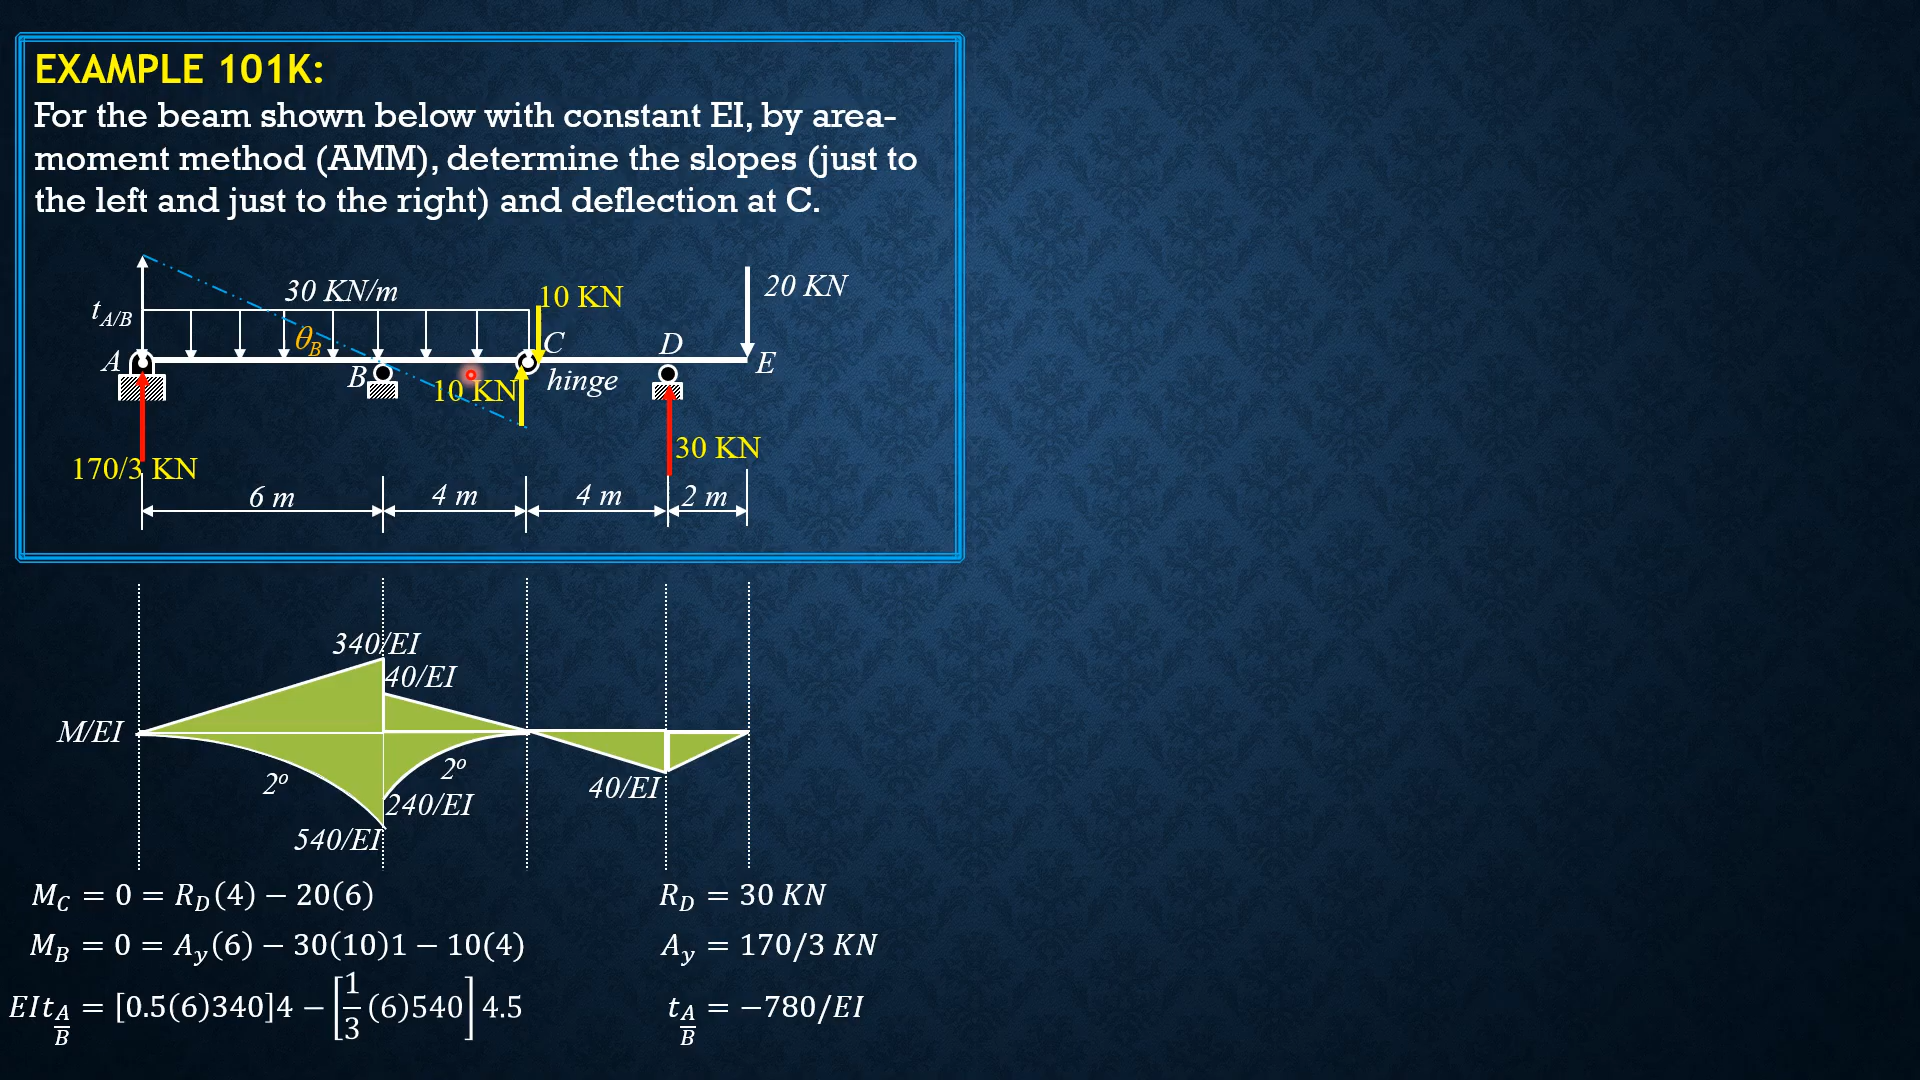 EXAMPLE 101K:
For the beam shown below with constant EI, by area-
moment method (AMM), determine the slopes (just to
the left and just to the right) and deflection at C.
30 KN/m
10 KN
20 KN
t_{A/B}
θ_B
A
B
C
D
E
10 KN
hinge
170/3 KN
30 KN
6 m
4 m
4 m
2 m
340/EI
40/EI
M/EI
2º
2º
40/EI
240/EI
540/EI
M_C = 0 = R_D(4) − 20(6)
R_D = 30 KN
M_B = 0 = A_y(6) − 30(10)1 − 10(4)
A_y = 170/3 KN
EIt_{A/B} = [0.5(6)340]4 − [1/3 (6)540] 4.5
t_{A/B} = −780/EI